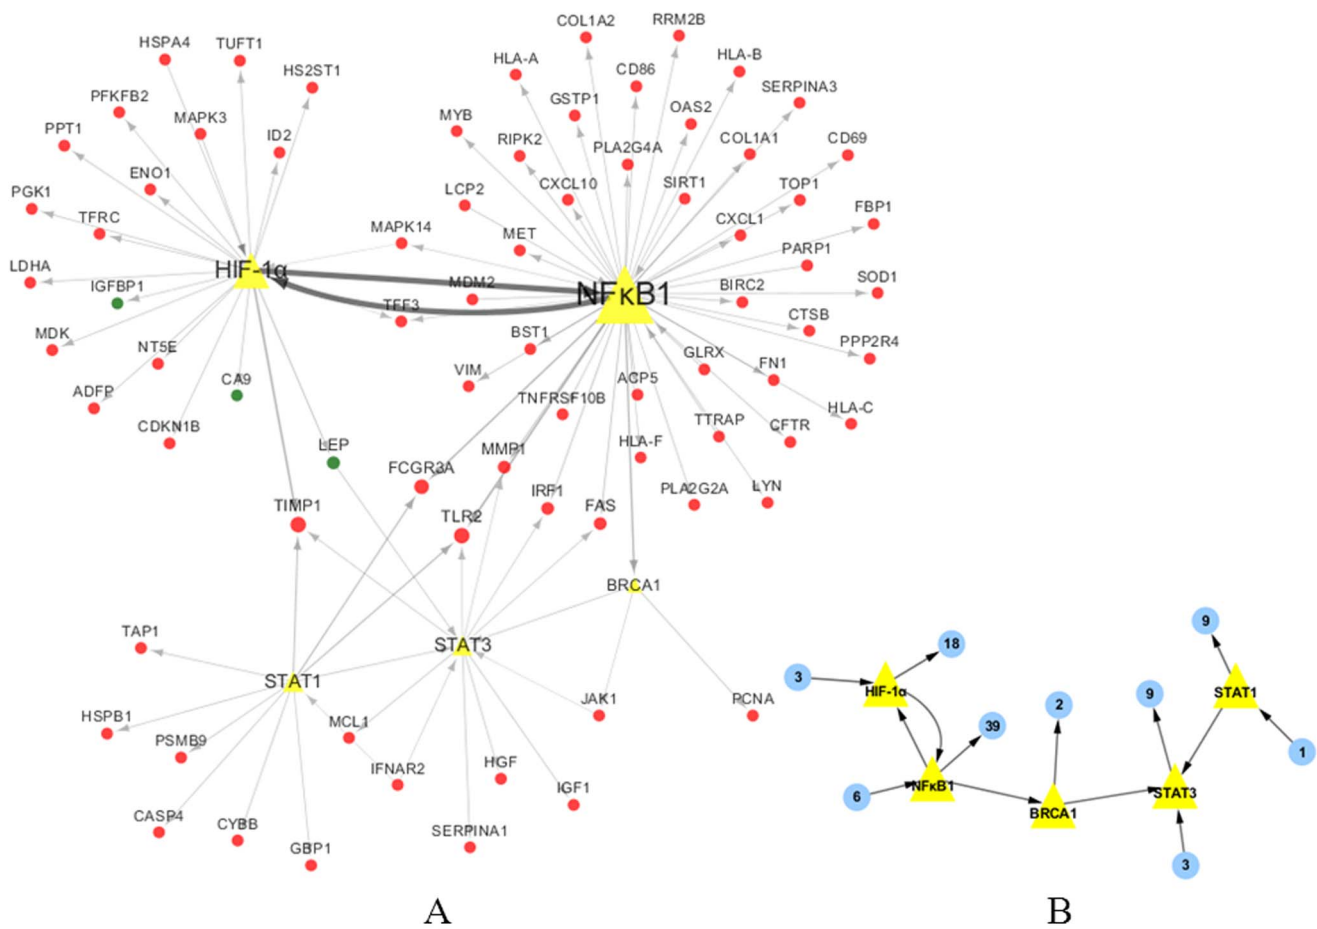 COL1A2
RRM2B
HSPA4
TUFT1
HLA-A
CD86
HLA-B
HS2ST1
SERPINA3
PFKFB2
GSTP1
OAS2
MAPK3
MYB
RIPK2
PLA2G4A
COL1A1
CD69
PPT1
ID2
ENO1
CXCL10
SIRT1
TOP1
PGK1
LCP2
FBP1
TFRC
MAPK14
MET
CXCL1
PARP1
LDHA
HIF-1α
IGFBP1
MDM2
NFκB1
BIRC2
SOD1
TFF3
CTSB
MDK
NT5E
BST1
GLRX
FN1
PPP2R4
VIM
ADFP
CA9
TNFRSF10B
ACP5
HLA-C
CDKN1B
TTRAP
CFTR
LEP
FCGR3A
MMP1
HLA-F
IRF1
FAS
PLA2G2A
LYN
TIMP1
TLR2
BRCA1
TAP1
STAT3
STAT1
JAK1
PCNA
HSPB1
PSMB9
MCL1
IFNAR2
HGF
IGF1
CASP4
CYBB
GBP1
SERPINA1
A
9
18
3
HIF-1α
9
STAT1
2
39
1
6
NFκB1
BRCA1
STAT3
3
B